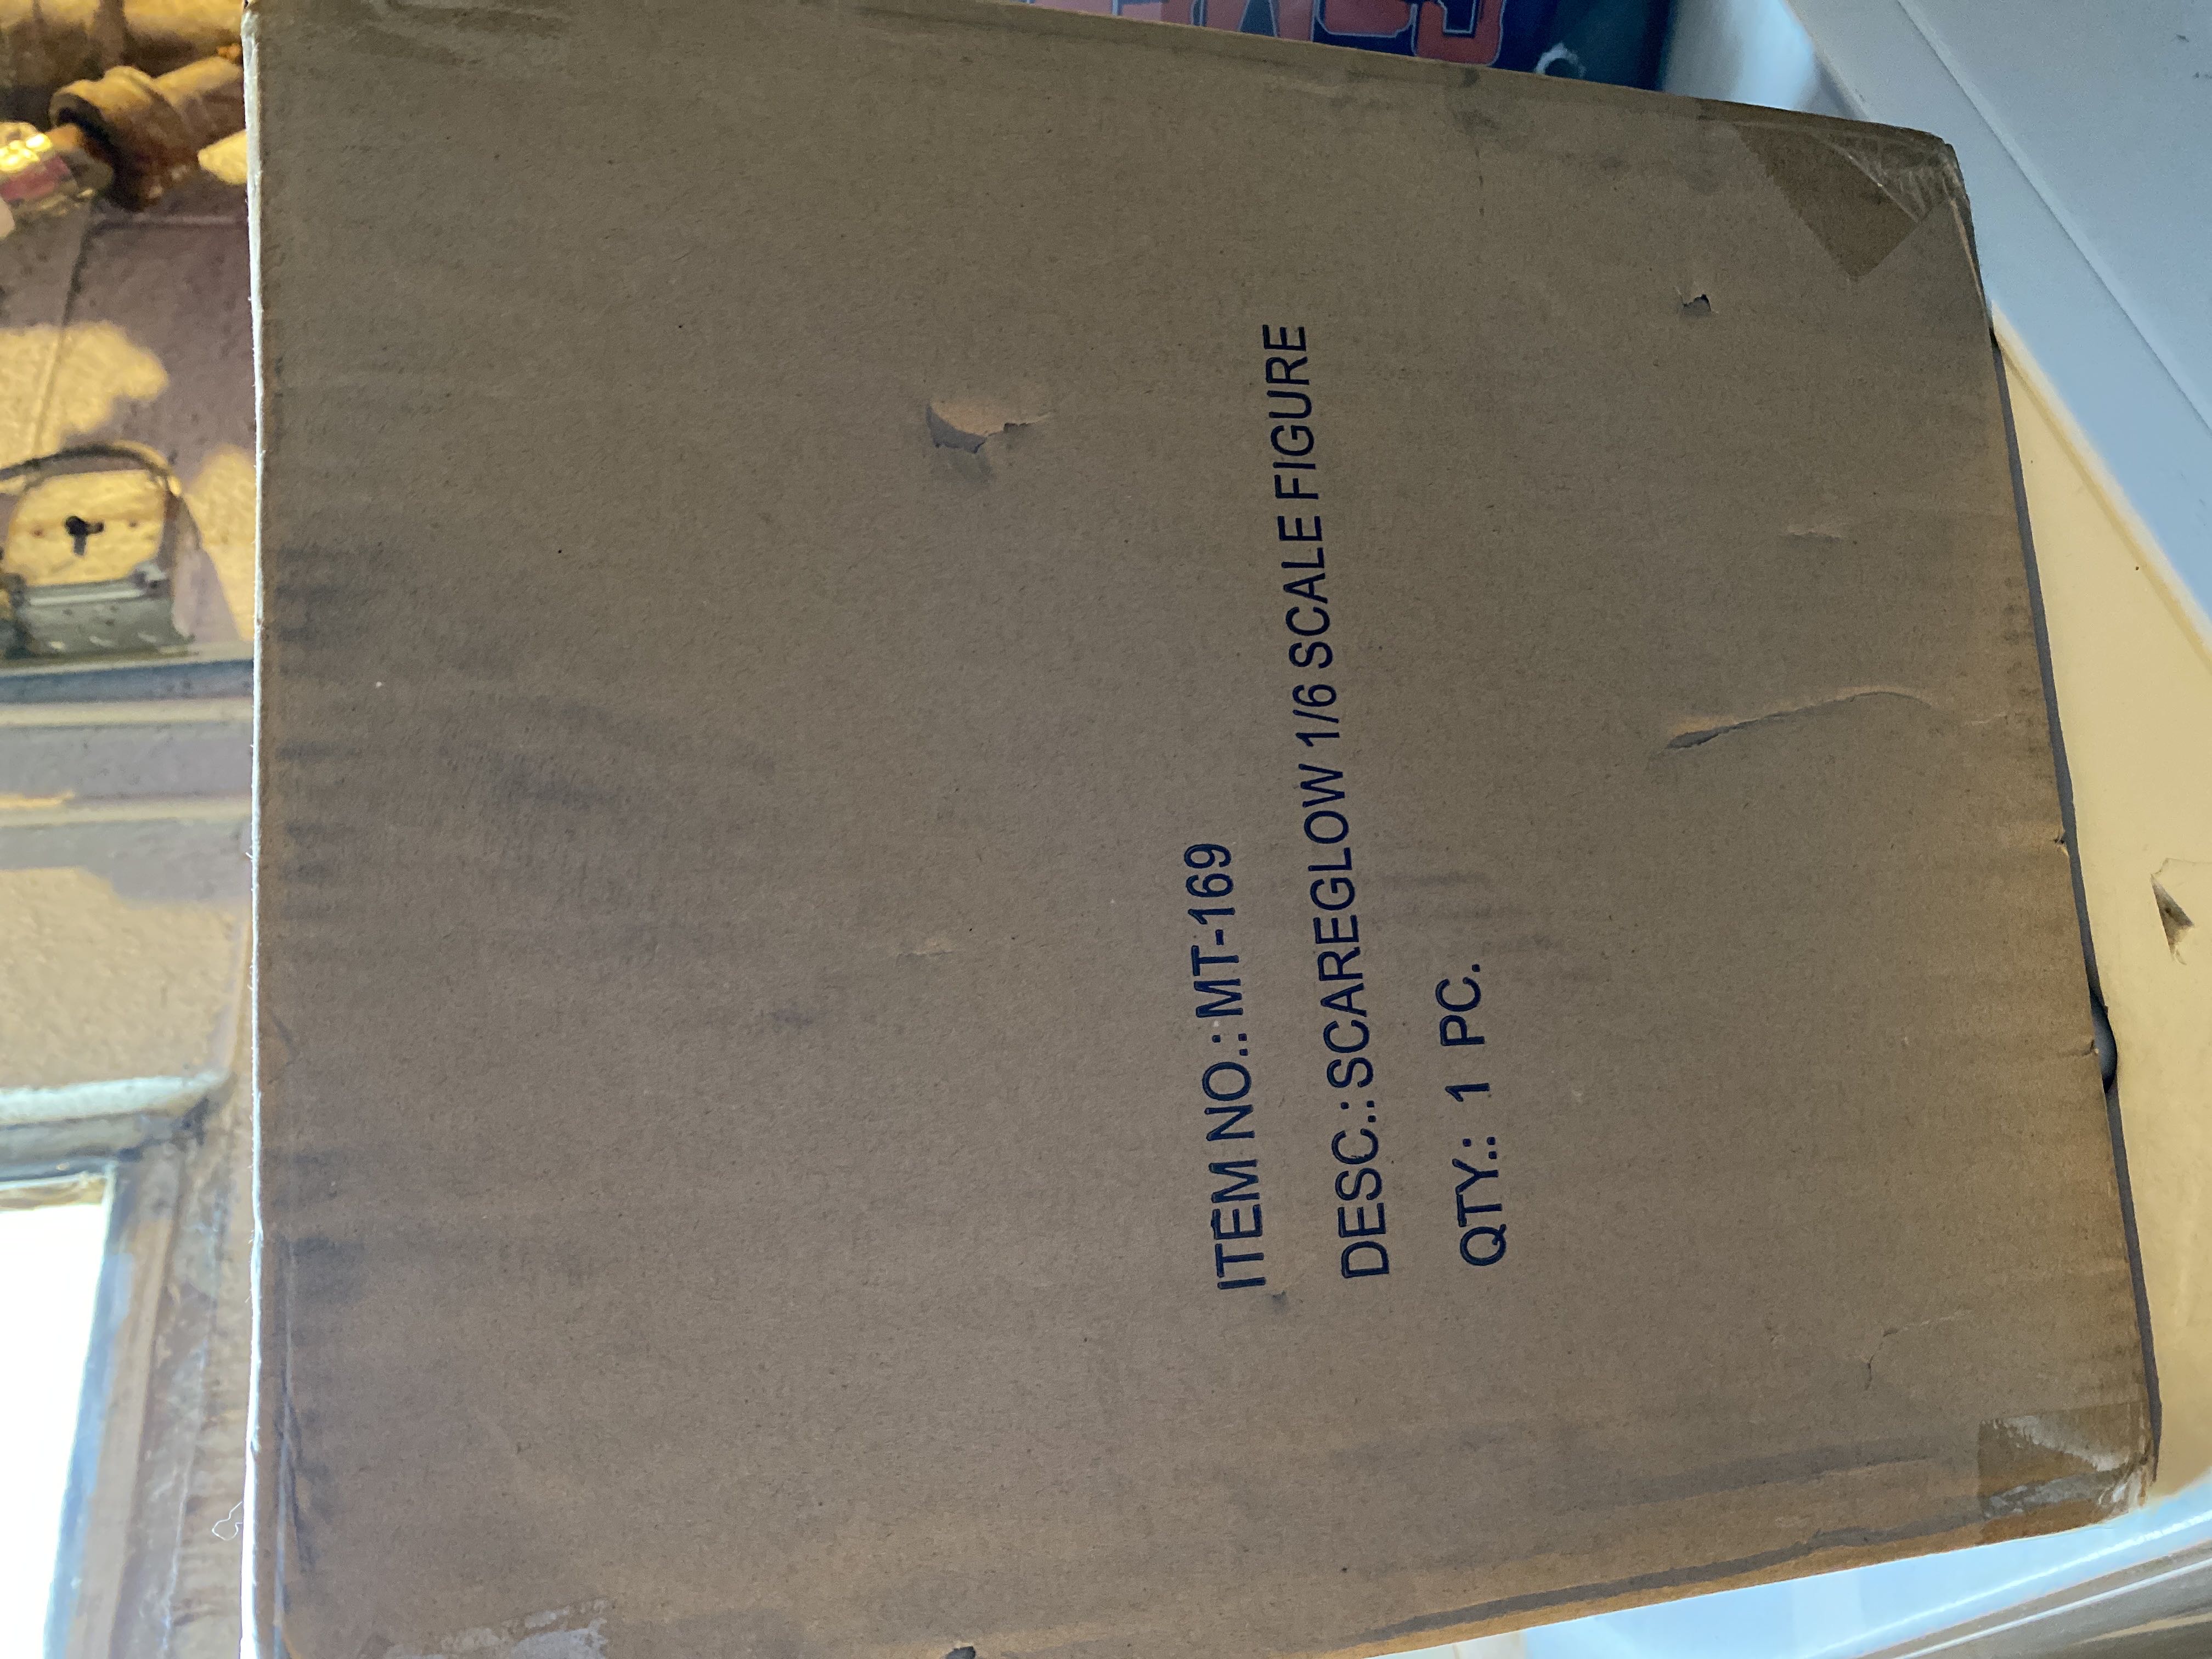 ITEM NO.: MT-169
DESC.: SCAREGLOW 1/6 SCALE FIGURE
QTY.: 1 PC.